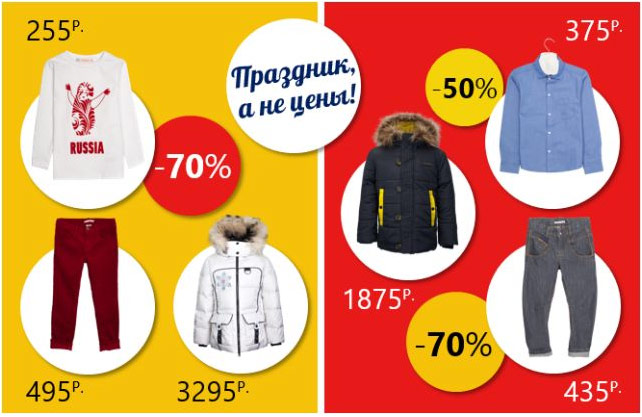 255Р.
Праздник,
а не цены!
RUSSIA
-70%
495Р.
3295Р.
375Р.
-50%
1875Р.
-70%
435Р.